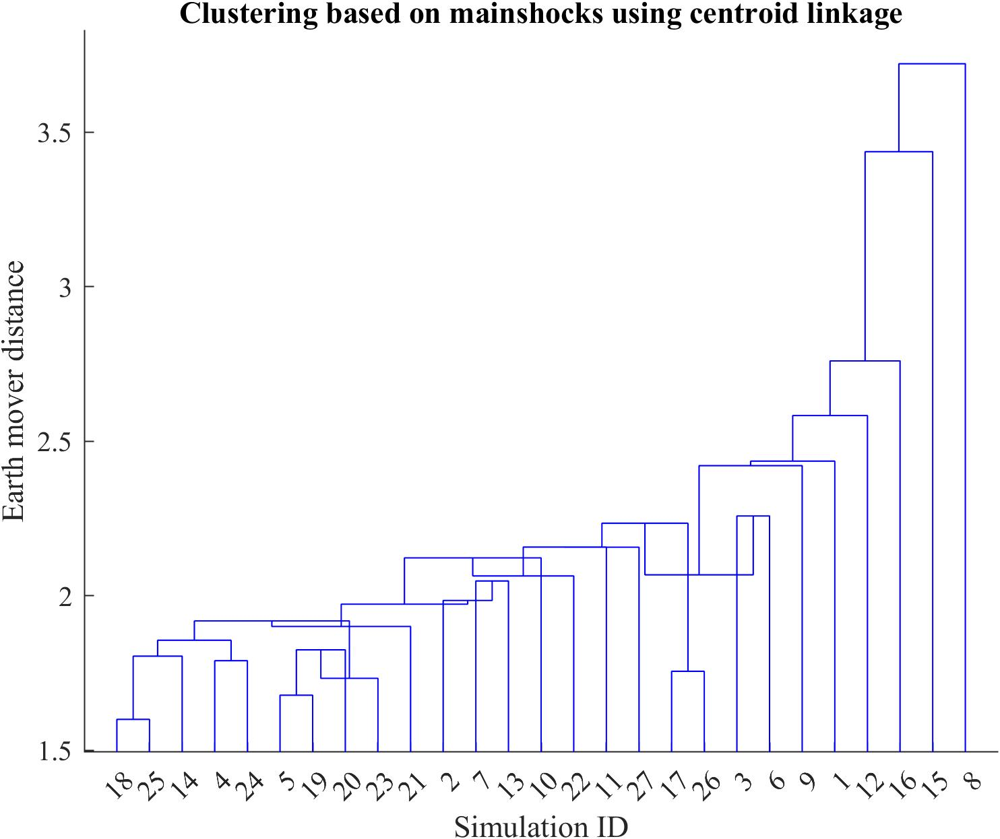 Clustering based on mainshocks using centroid linkage
3.5
3
2.5
2
1.5
Earth mover distance
18 25 14 4 24 5 19 20 23 21 2 7 13 10 22 11 27 17 26 3 6 9 1 12 16 15 8
Simulation ID